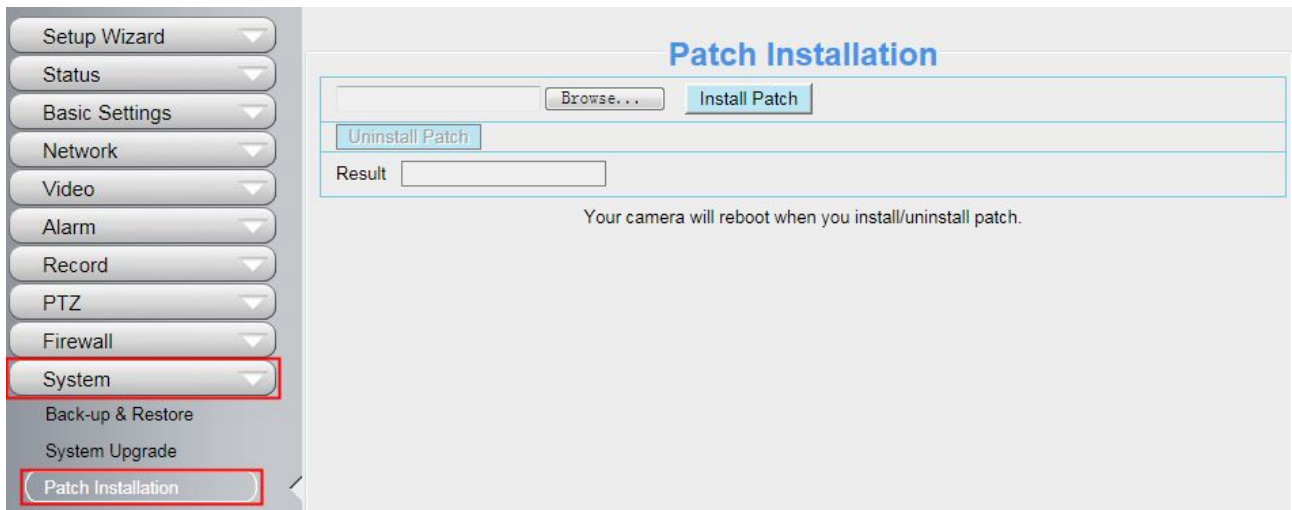 Setup Wizard
Status
Basic Settings
Network
Video
Alarm
Record
PTZ
Firewall
System
Back-up & Restore
System Upgrade
Patch Installation
Patch Installation
Browse... Install Patch
Uninstall Patch
Result
Your camera will reboot when you install/uninstall patch.